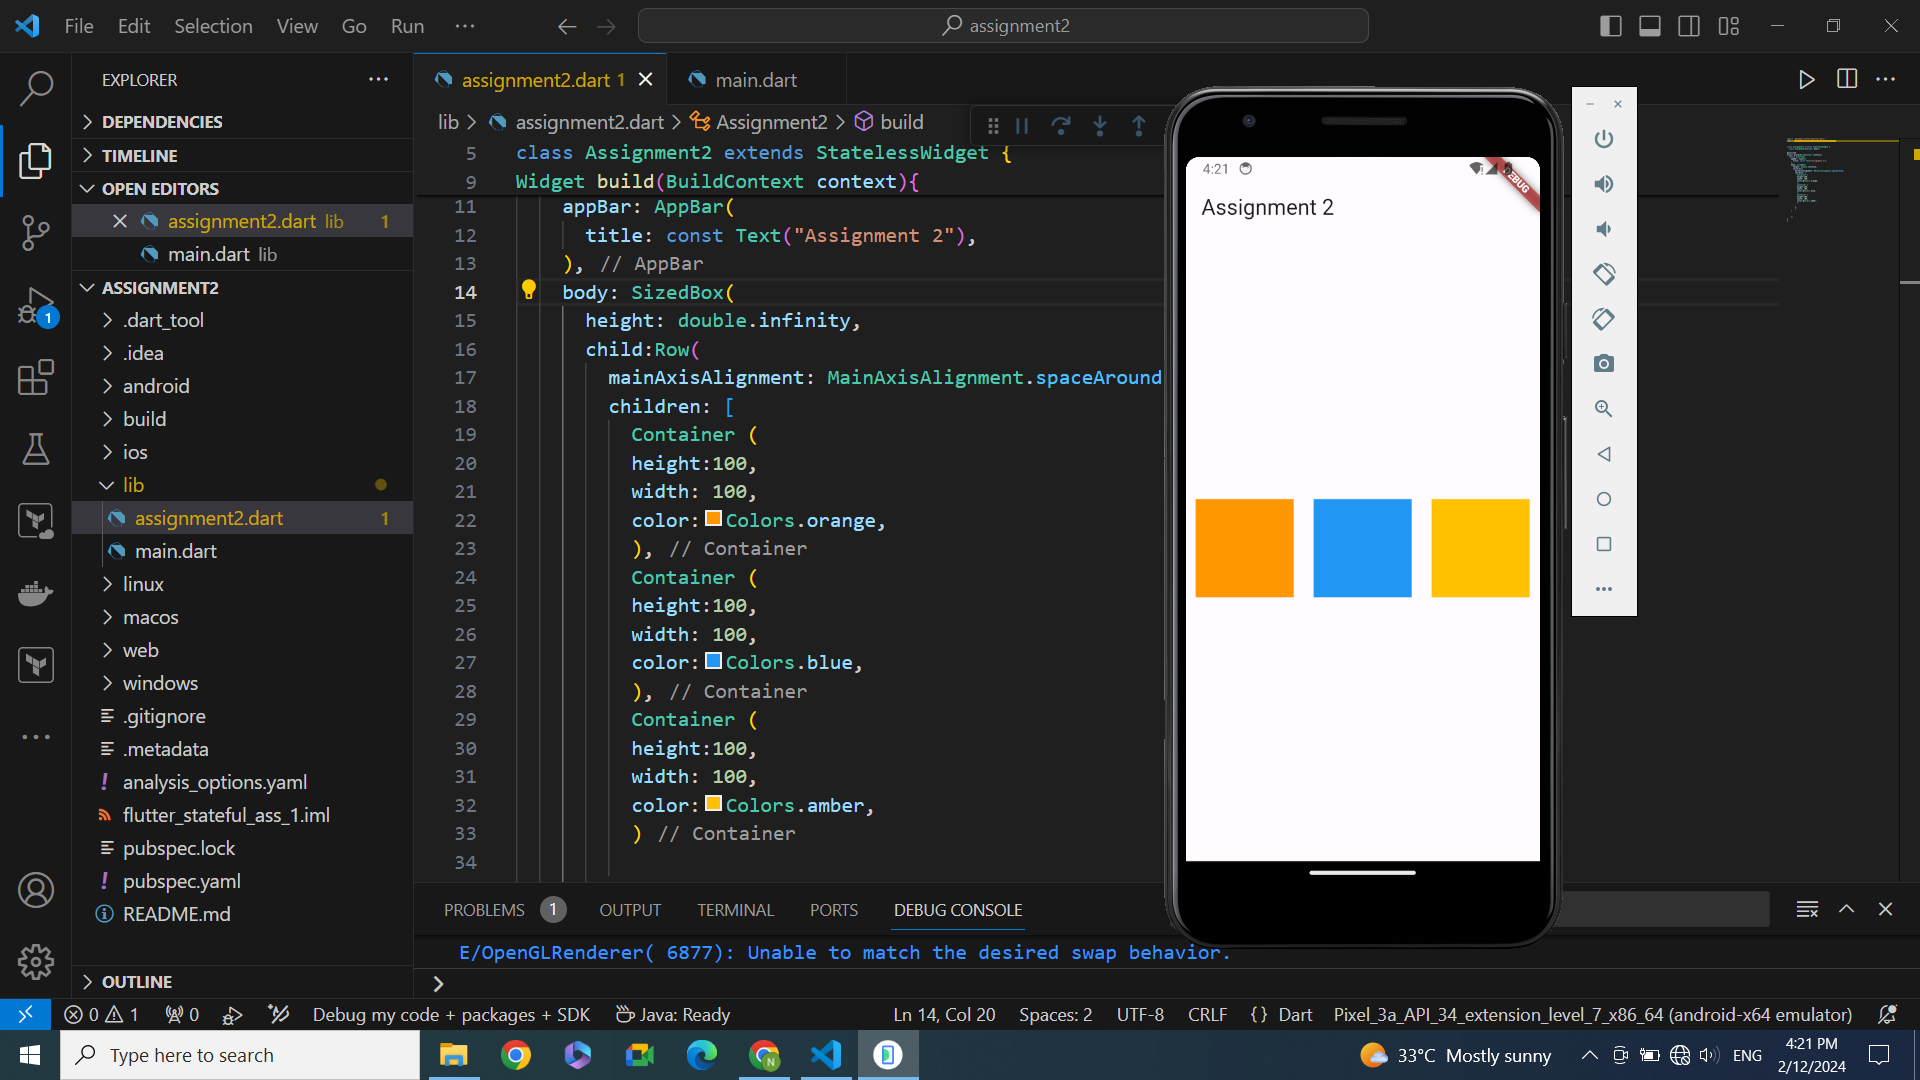 File Edit Selection View Go Run ··· assignment2
EXPLORER
DEPENDENCIES
TIMELINE
OPEN EDITORS
assignment2.dart lib 1
main.dart lib
ASSIGNMENT2
.dart_tool
.idea
android
build
ios
lib
assignment2.dart 1
main.dart
linux
macos
web
windows
.gitignore
.metadata
analysis_options.yaml
flutter_stateful_ass_1.iml
pubspec.lock
pubspec.yaml
README.md
OUTLINE
1
assignment2.dart 1 main.dart
lib > assignment2.dart > Assignment2 > build
5 class Assignment2 extends StatelessWidget {
9 Widget build(BuildContext context){
11 appBar: AppBar(
12 title: const Text("Assignment 2"),
13 ), // AppBar
14 body: SizedBox(
15 height: double.infinity,
16 child:Row(
17 mainAxisAlignment: MainAxisAlignment.spaceAround
18 children: [
19 Container (
20 height:100,
21 width: 100,
22 color: Colors.orange,
23 ), // Container
24 Container (
25 height:100,
26 width: 100,
27 color: Colors.blue,
28 ), // Container
29 Container (
30 height:100,
31 width: 100,
32 color: Colors.amber,
33 ) // Container
34
4:21
Assignment 2
PROBLEMS 1 OUTPUT TERMINAL PORTS DEBUG CONSOLE
E/OpenGLRenderer( 6877): Unable to match the desired swap behavior.
0 1 0 Debug my code + packages + SDK Java: Ready Ln 14, Col 20 Spaces: 2 UTF-8 CRLF {} Dart Pixel_3a_API_34_extension_level_7_x86_64 (android-x64 emulator)
Type here to search
N
33°C Mostly sunny
ENG
4:21 PM
2/12/2024